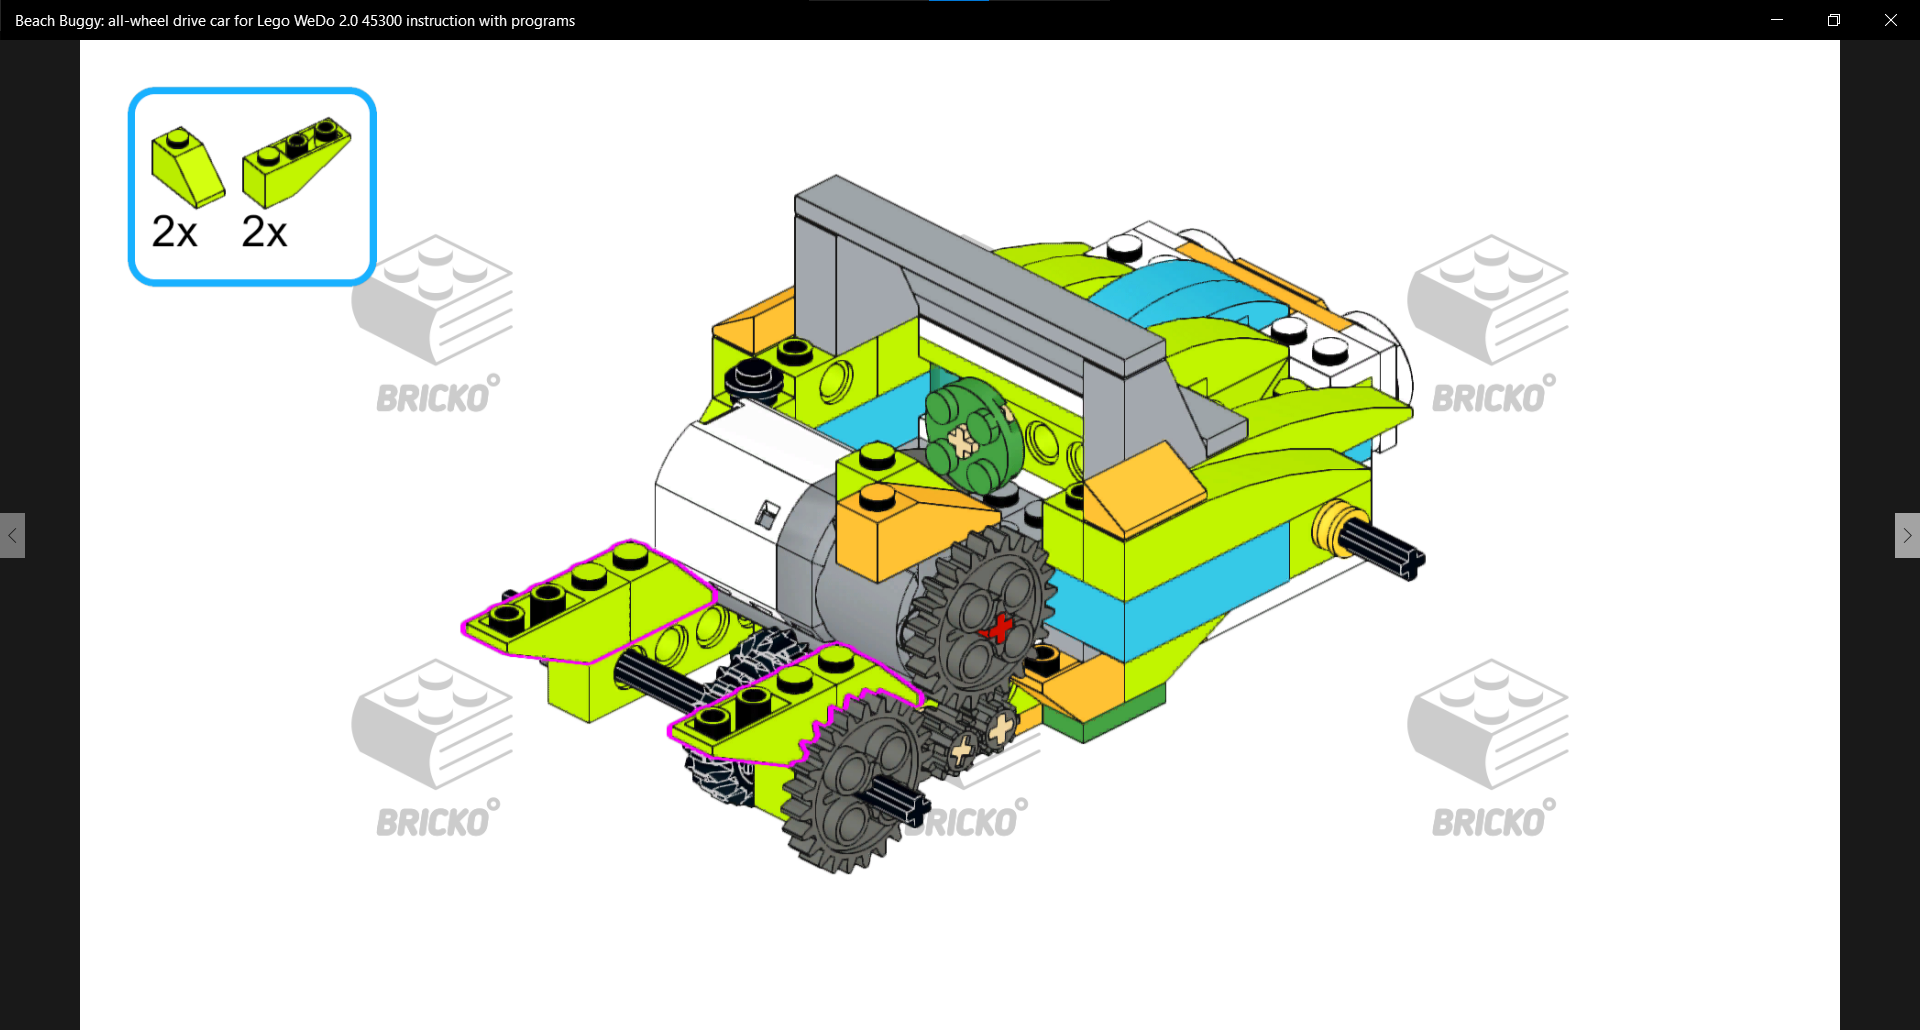 Beach Buggy: all-wheel drive car for Lego WeDo 2.0 45300 instruction with programs
2x 2x
BRICKO
BRICKO
BRICKO
BRICKO
BRICKO